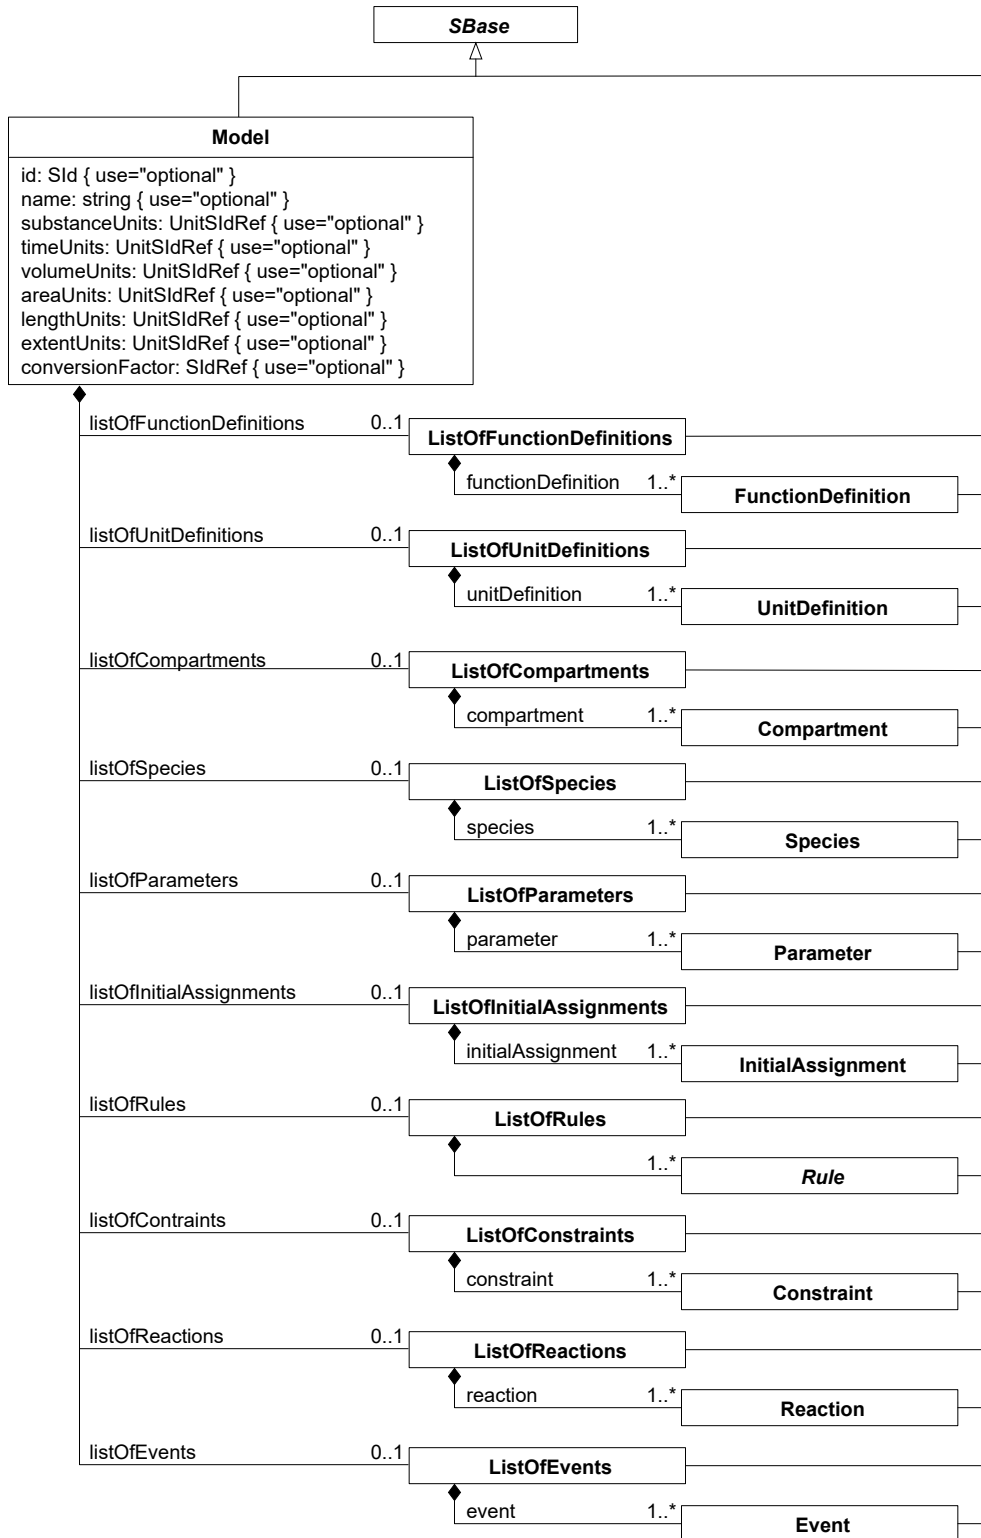 SBase
Model
id: SId { use="optional" }
name: string { use="optional" }
substanceUnits: UnitSIdRef { use="optional" }
timeUnits: UnitSIdRef { use="optional" }
volumeUnits: UnitSIdRef { use="optional" }
areaUnits: UnitSIdRef { use="optional" }
lengthUnits: UnitSIdRef { use="optional" }
extentUnits: UnitSIdRef { use="optional" }
conversionFactor: SIdRef { use="optional" }
listOfFunctionDefinitions 0..1
ListOfFunctionDefinitions
functionDefinition 1..*
FunctionDefinition
listOfUnitDefinitions 0..1
ListOfUnitDefinitions
unitDefinition 1..*
UnitDefinition
listOfCompartments 0..1
ListOfCompartments
compartment 1..*
Compartment
listOfSpecies 0..1
ListOfSpecies
species 1..*
Species
listOfParameters 0..1
ListOfParameters
parameter 1..*
Parameter
listOfInitialAssignments 0..1
ListOfInitialAssignments
initialAssignment 1..*
InitialAssignment
listOfRules 0..1
ListOfRules
1..*
Rule
listOfContraints 0..1
ListOfConstraints
constraint 1..*
Constraint
listOfReactions 0..1
ListOfReactions
reaction 1..*
Reaction
listOfEvents 0..1
ListOfEvents
event 1..*
Event